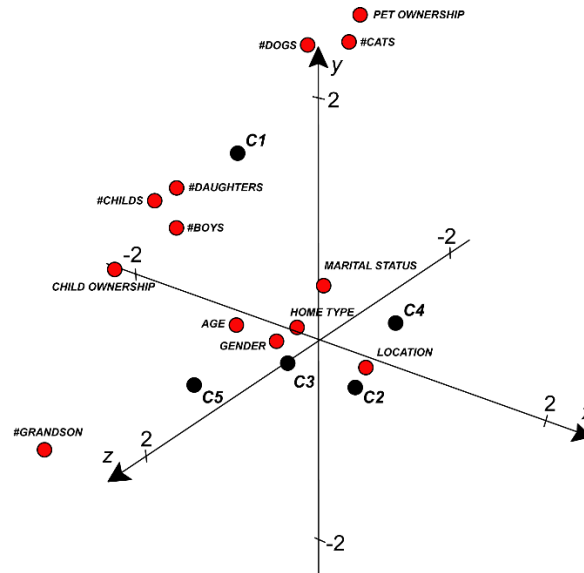 PET OWNERSHIP
#DOGS
#CATS
y
2
C1
#DAUGHTERS
#CHILDS
#BOYS
-2
-2
CHILD OWNERSHIP
MARITAL STATUS
HOME TYPE
C4
AGE
GENDER
LOCATION
C3
C5
C2
2
x
#GRANDSON
z
2
-2